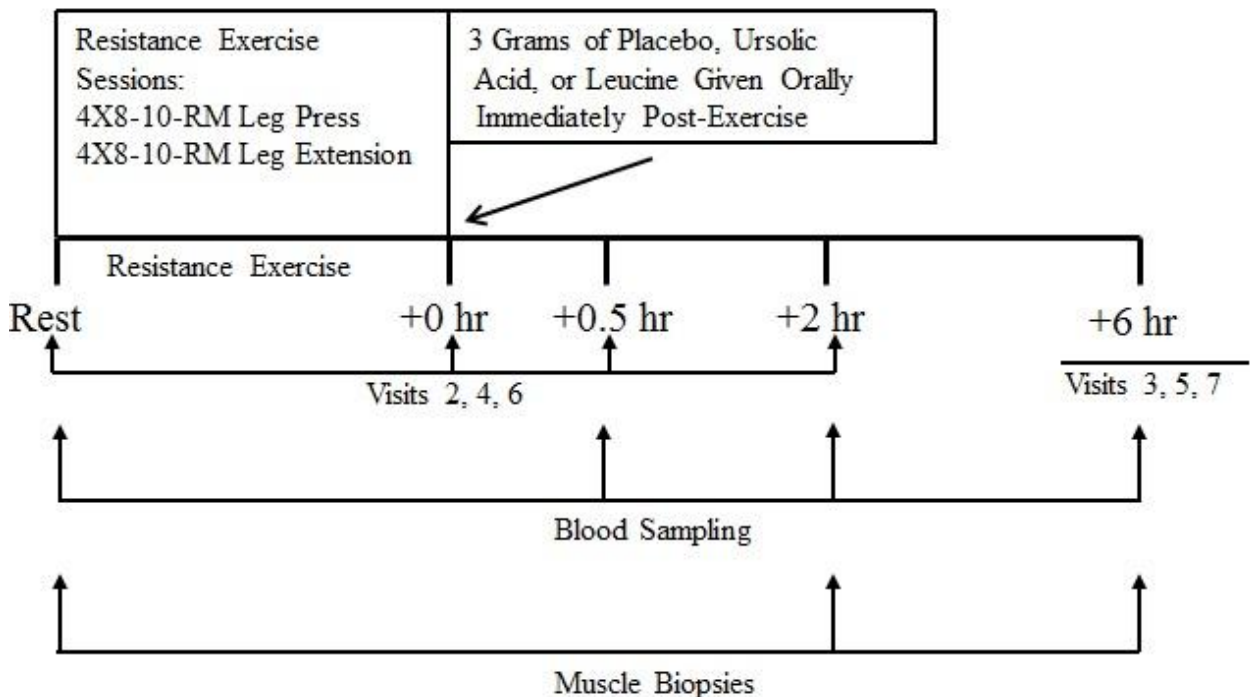 Resistance Exercise
Sessions:
4X8-10-RM Leg Press
4X8-10-RM Leg Extension
3 Grams of Placebo, Ursolic
Acid, or Leucine Given Orally
Immediately Post-Exercise
Resistance Exercise
Rest
+0 hr
+0.5 hr
+2 hr
+6 hr
Visits 2, 4, 6
Visits 3, 5, 7
Blood Sampling
Muscle Biopsies